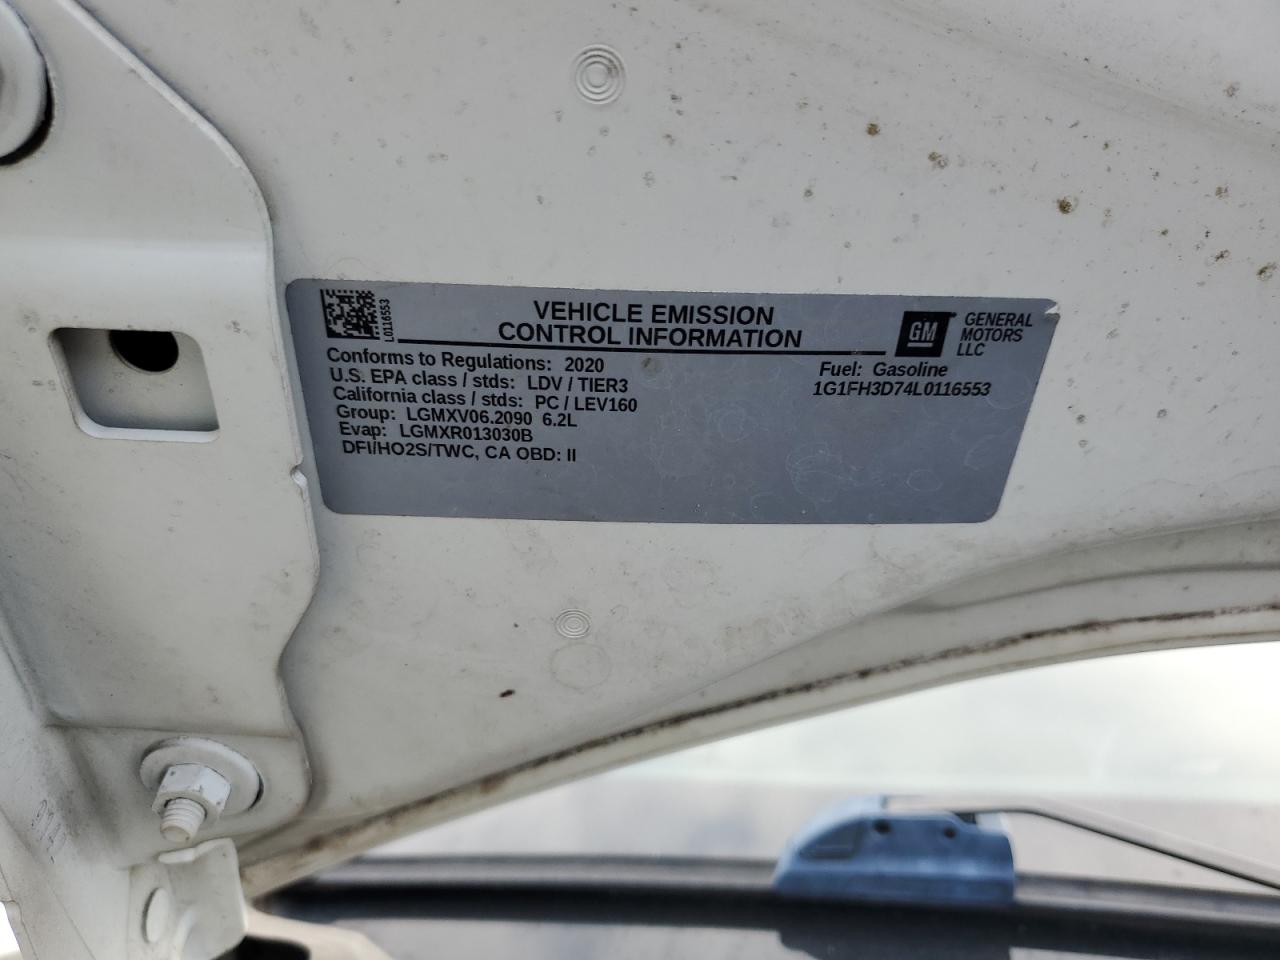 L0116553
VEHICLE EMISSION
CONTROL INFORMATION
GM
GENERAL
MOTORS
LLC
Conforms to Regulations: 2020
U.S. EPA class / stds: LDV / TIER3
California class / stds: PC / LEV160
Group: LGMXV06.2090 6.2L
Evap: LGMXR013030B
DFI/HO2S/TWC, CA OBD: II
Fuel: Gasoline
1G1FH3D74L0116553